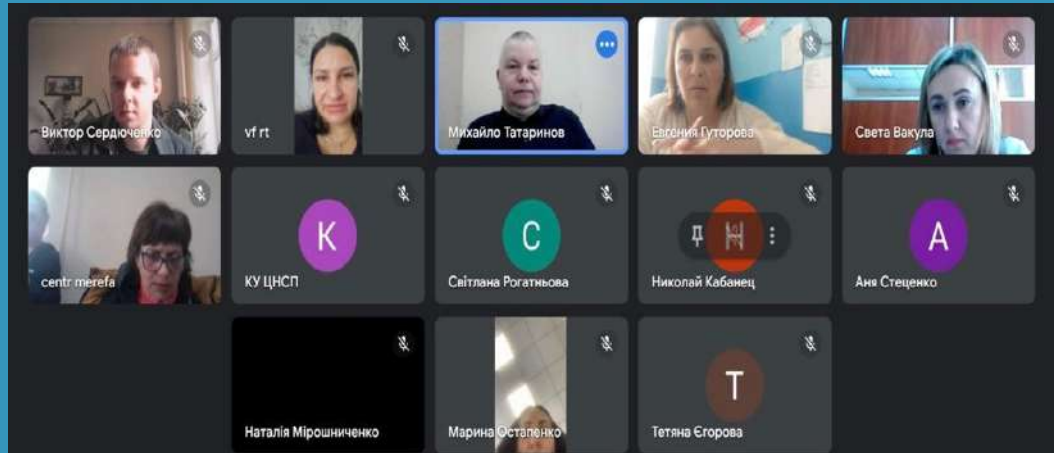 Виктор Сердюченко
vf rt
Михайло Татаринов
Евгения Гуторова
Света Вакула
centr merefa
К
КУ ЦНСП
С
Світлана Рогатньова
Н
Николай Кабанец
А
Аня Стеценко
Наталія Мірошниченко
Марина Остапенко
Т
Тетяна Єгорова